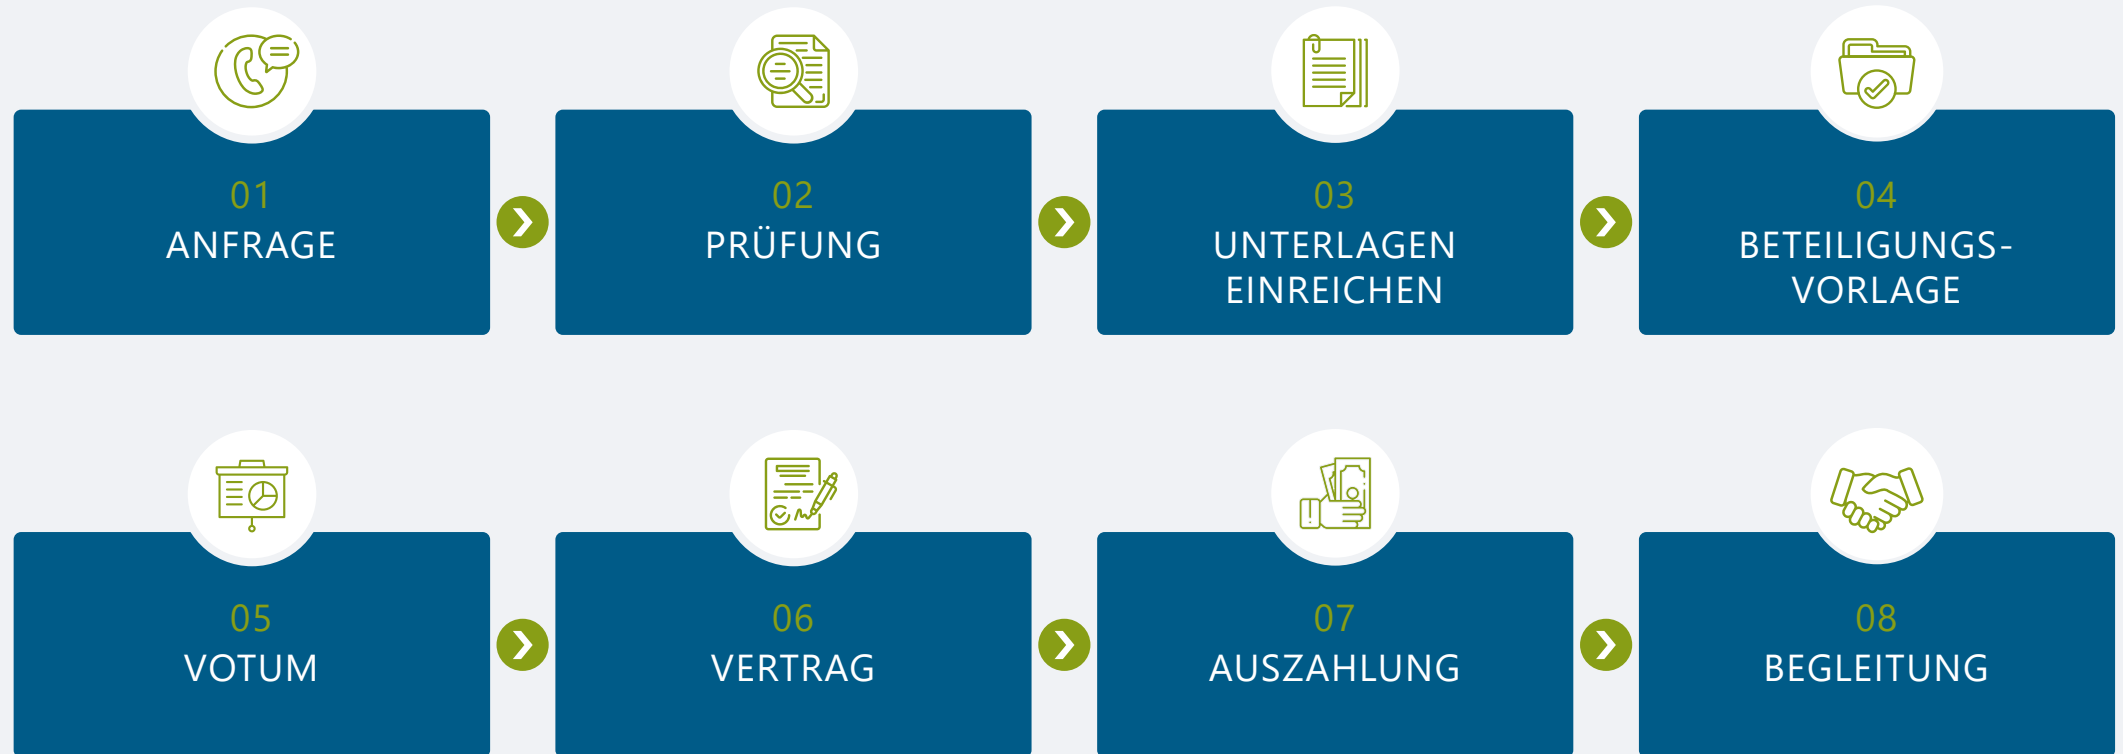 01
ANFRAGE
02
PRÜFUNG
03
UNTERLAGEN
EINREICHEN
04
BETEILIGUNGS-
VORLAGE
05
VOTUM
06
VERTRAG
07
AUSZAHLUNG
08
BEGLEITUNG